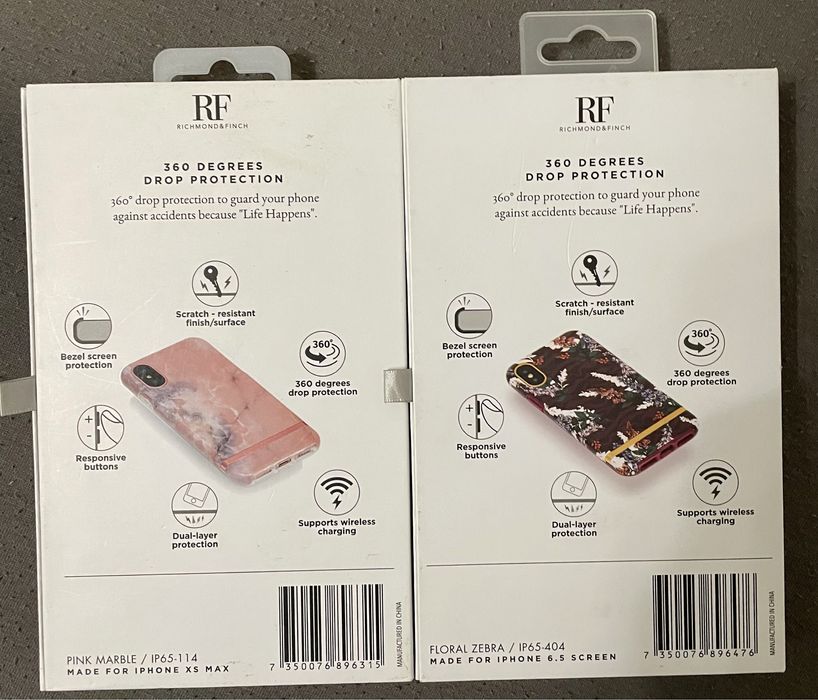 RF
RICHMOND&FINCH
360 DEGREES
DROP PROTECTION
360° drop protection to guard your phone
against accidents because "Life Happens".
Scratch - resistant
finish/surface
Bezel screen
protection
360°
360 degrees
drop protection
+
-
Responsive
buttons
Dual-layer
protection
Supports wireless
charging
PINK MARBLE / IP65-114
MADE FOR IPHONE XS MAX
7 350076 896315
MANUFACTURED IN CHINA
RF
RICHMOND&FINCH
360 DEGREES
DROP PROTECTION
360° drop protection to guard your phone
against accidents because "Life Happens".
Scratch - resistant
finish/surface
Bezel screen
protection
360°
360 degrees
drop protection
+
-
Responsive
buttons
Dual-layer
protection
Supports wireless
charging
FLORAL ZEBRA / IP65-404
MADE FOR IPHONE 6.5 SCREEN
7 350076 896476
MANUFACTURED IN CHINA